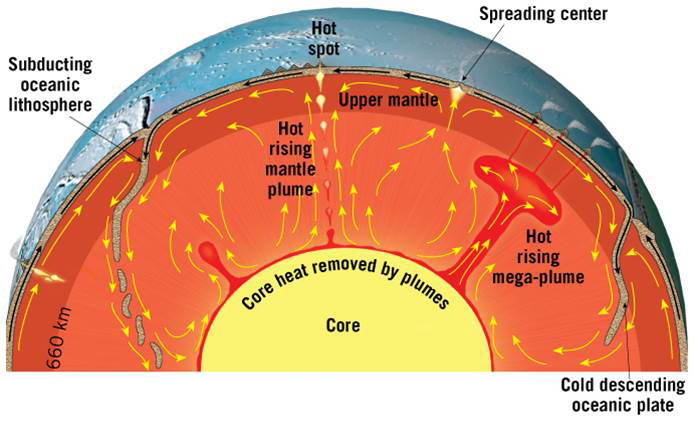 Spreading center
Hot
spot
Subducting
oceanic
lithosphere
Upper mantle
Hot
rising
mantle
plume
Hot
rising
mega-plume
Core heat removed by plumes
Core
660 km
Cold descending
oceanic plate